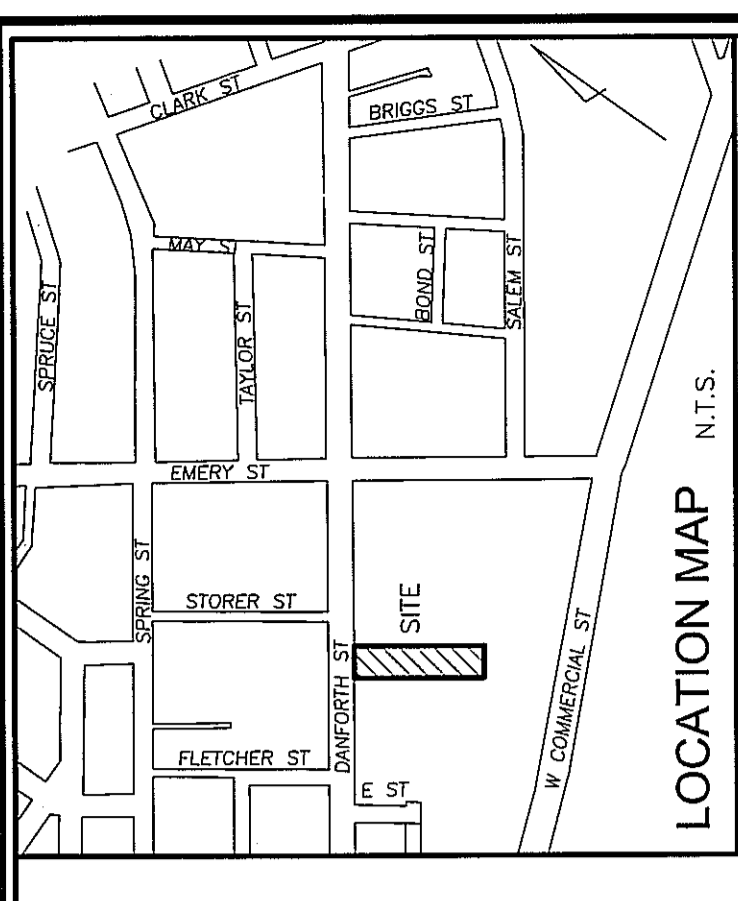 CLARK ST
BRIGGS ST
MAY S
SPRUCE ST
TAYLOR ST
BOND ST
SALEM ST
EMERY ST
SPRING ST
STORER ST
SITE
DANFORTH ST
FLETCHER ST
E ST
W COMMERCIAL ST
LOCATION MAP N.T.S.